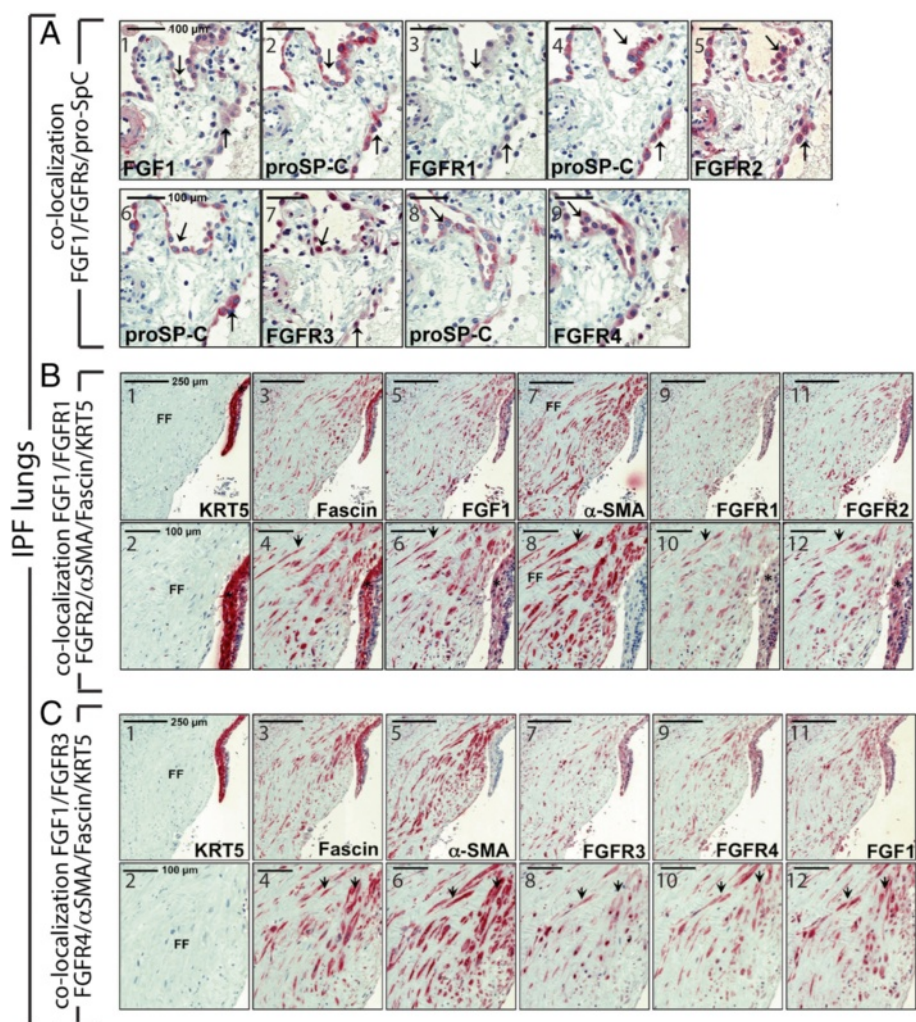 IPF lungs
A
co-localization
FGF1/FGFRs/pro-SpC
1 100 µm
FGF1
2
proSP-C
3
FGFR1
4
proSP-C
5
FGFR2
6 100 µm
proSP-C
7
FGFR3
8
proSP-C
9
FGFR4
B
co-localization FGF1/FGFR1
FGFR2/αSMA/Fascin/KRT5
1 250 µm
FF
KRT5
3
Fascin
5
FGF1
7
FF
α-SMA
9
FGFR1
11
FGFR2
2 100 µm
FF
*
4
*
6
*
8
FF
10
*
12
*
C
co-localization FGF1/FGFR3
FGFR4/αSMA/Fascin/KRT5
1 250 µm
FF
KRT5
3
Fascin
5
α-SMA
7
FGFR3
9
FGFR4
11
FGF1
2 100 µm
FF
4
6
8
10
12